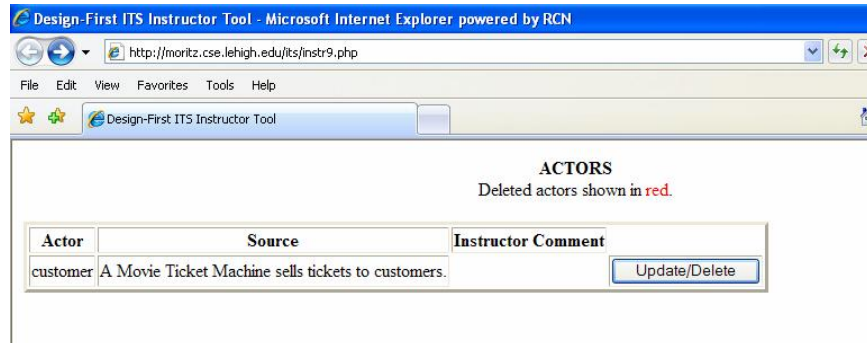 Design-First ITS Instructor Tool - Microsoft Internet Explorer powered by RCN
http://moritz.cse.lehigh.edu/its/instr9.php
File Edit View Favorites Tools Help
Design-First ITS Instructor Tool
ACTORS
Deleted actors shown in red.
Actor Source Instructor Comment
customer A Movie Ticket Machine sells tickets to customers. Update/Delete